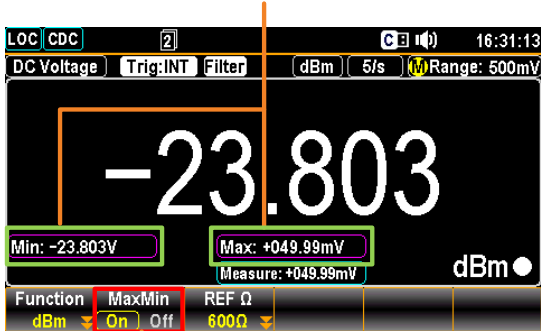 LOC CDC 2 C 16:31:13
DC Voltage Trig:INT Filter dBm 5/s M Range: 500mV
-23.803
Min: -23.803V Max: +049.99mV
Measure: +049.99mV dBm
Function MaxMin REF Ω
dBm On Off 600Ω